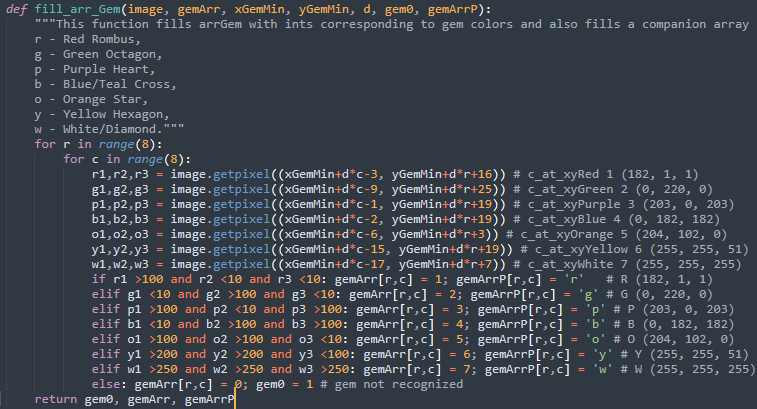 def fill_arr_Gem(image, gemArr, xGemMin, yGemMin, d, gem0, gemArrP):
    """This function fills arrGem with ints corresponding to gem colors and also fills a companion array
    r - Red Rombus,
    g - Green Octagon,
    p - Purple Heart,
    b - Blue/Teal Cross,
    o - Orange Star,
    y - Yellow Hexagon,
    w - White/Diamond."""
    for r in range(8):
        for c in range(8):
            r1,r2,r3 = image.getpixel((xGemMin+d*c-3, yGemMin+d*r+16)) # c_at_xyRed 1 (182, 1, 1)
            g1,g2,g3 = image.getpixel((xGemMin+d*c-9, yGemMin+d*r+25)) # c_at_xyGreen 2 (0, 220, 0)
            p1,p2,p3 = image.getpixel((xGemMin+d*c-1, yGemMin+d*r+19)) # c_at_xyPurple 3 (203, 0, 203)
            b1,b2,b3 = image.getpixel((xGemMin+d*c-2, yGemMin+d*r+19)) # c_at_xyBlue 4 (0, 182, 182)
            o1,o2,o3 = image.getpixel((xGemMin+d*c-6, yGemMin+d*r+3)) # c_at_xyOrange 5 (204, 102, 0)
            y1,y2,y3 = image.getpixel((xGemMin+d*c-15, yGemMin+d*r+19)) # c_at_xyYellow 6 (255, 255, 51)
            w1,w2,w3 = image.getpixel((xGemMin+d*c-17, yGemMin+d*r+7)) # c_at_xyWhite 7 (255, 255, 255)
            if r1 >100 and r2 <10 and r3 <10: gemArr[r,c] = 1; gemArrP[r,c] = 'r'   # R (182, 1, 1)
            elif g1 <10 and g2 >100 and g3 <10: gemArr[r,c] = 2; gemArrP[r,c] = 'g' # G (0, 220, 0)
            elif p1 >100 and p2 <10 and p3 >100: gemArr[r,c] = 3; gemArrP[r,c] = 'p' # P (203, 0, 203)
            elif b1 <10 and b2 >100 and b3 >100: gemArr[r,c] = 4; gemArrP[r,c] = 'b' # B (0, 182, 182)
            elif o1 >100 and o2 >100 and o3 <10: gemArr[r,c] = 5; gemArrP[r,c] = 'o' # O (204, 102, 0)
            elif y1 >200 and y2 >200 and y3 <100: gemArr[r,c] = 6; gemArrP[r,c] = 'y' # Y (255, 255, 51)
            elif w1 >250 and w2 >250 and w3 >250: gemArr[r,c] = 7; gemArrP[r,c] = 'w' # W (255, 255, 255)
            else: gemArr[r,c] = 0; gem0 = 1 # gem not recognized
    return gem0, gemArr, gemArrP